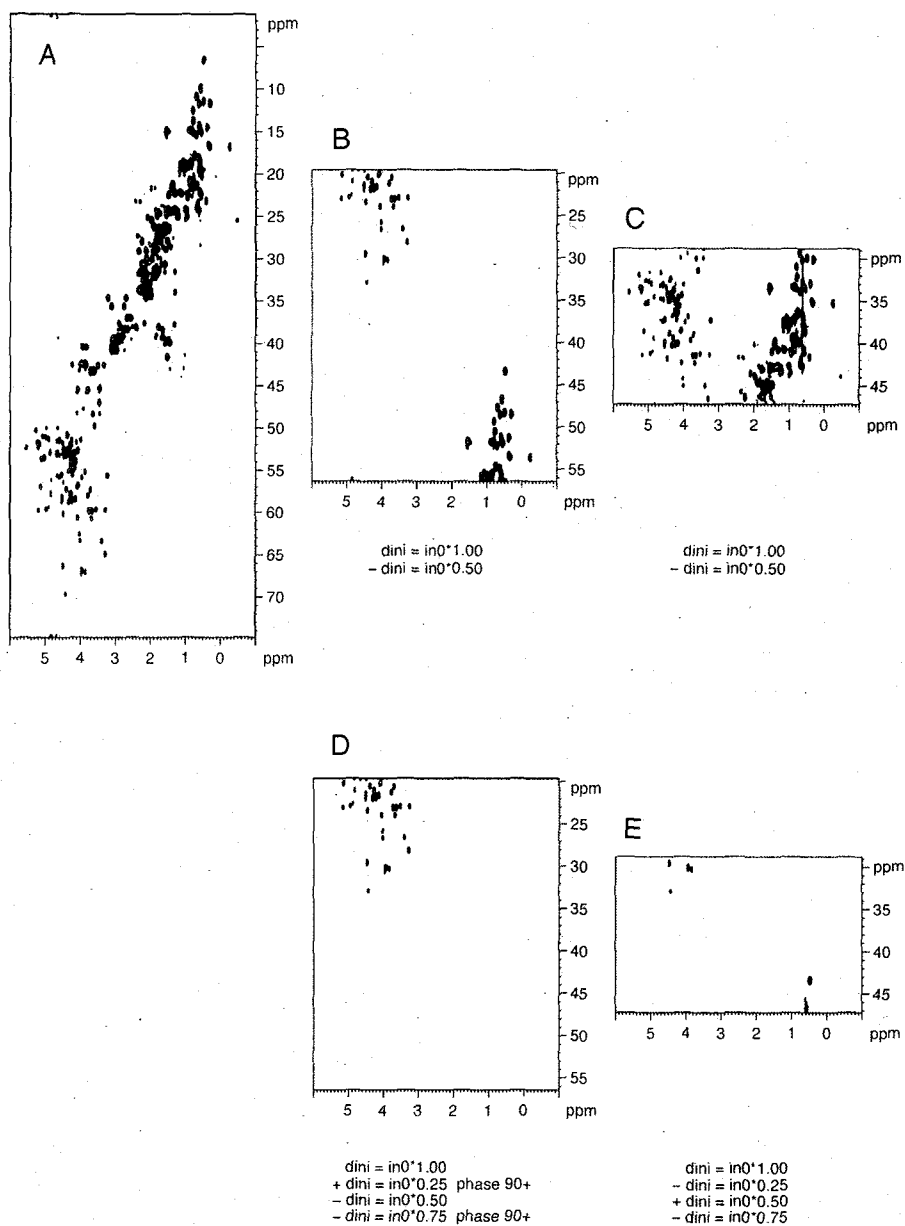 A
ppm
10
15
20
25
30
35
40
45
50
55
60
65
70
5 4 3 2 1 0 ppm
B
ppm
25
30
35
40
45
50
55
5 4 3 2 1 0 ppm
dini = in0*1.00
– dini = in0*0.50
C
ppm
35
40
45
5 4 3 2 1 0 ppm
dini = in0*1.00
– dini = in0*0.50
D
ppm
25
30
35
40
45
50
55
5 4 3 2 1 0 ppm
dini = in0*1.00
+ dini = in0*0.25 phase 90+
– dini = in0*0.50
– dini = in0*0.75 phase 90+
E
ppm
35
40
45
5 4 3 2 1 0 ppm
dini = in0*1.00
– dini = in0*0.25
+ dini = in0*0.50
– dini = in0*0.75